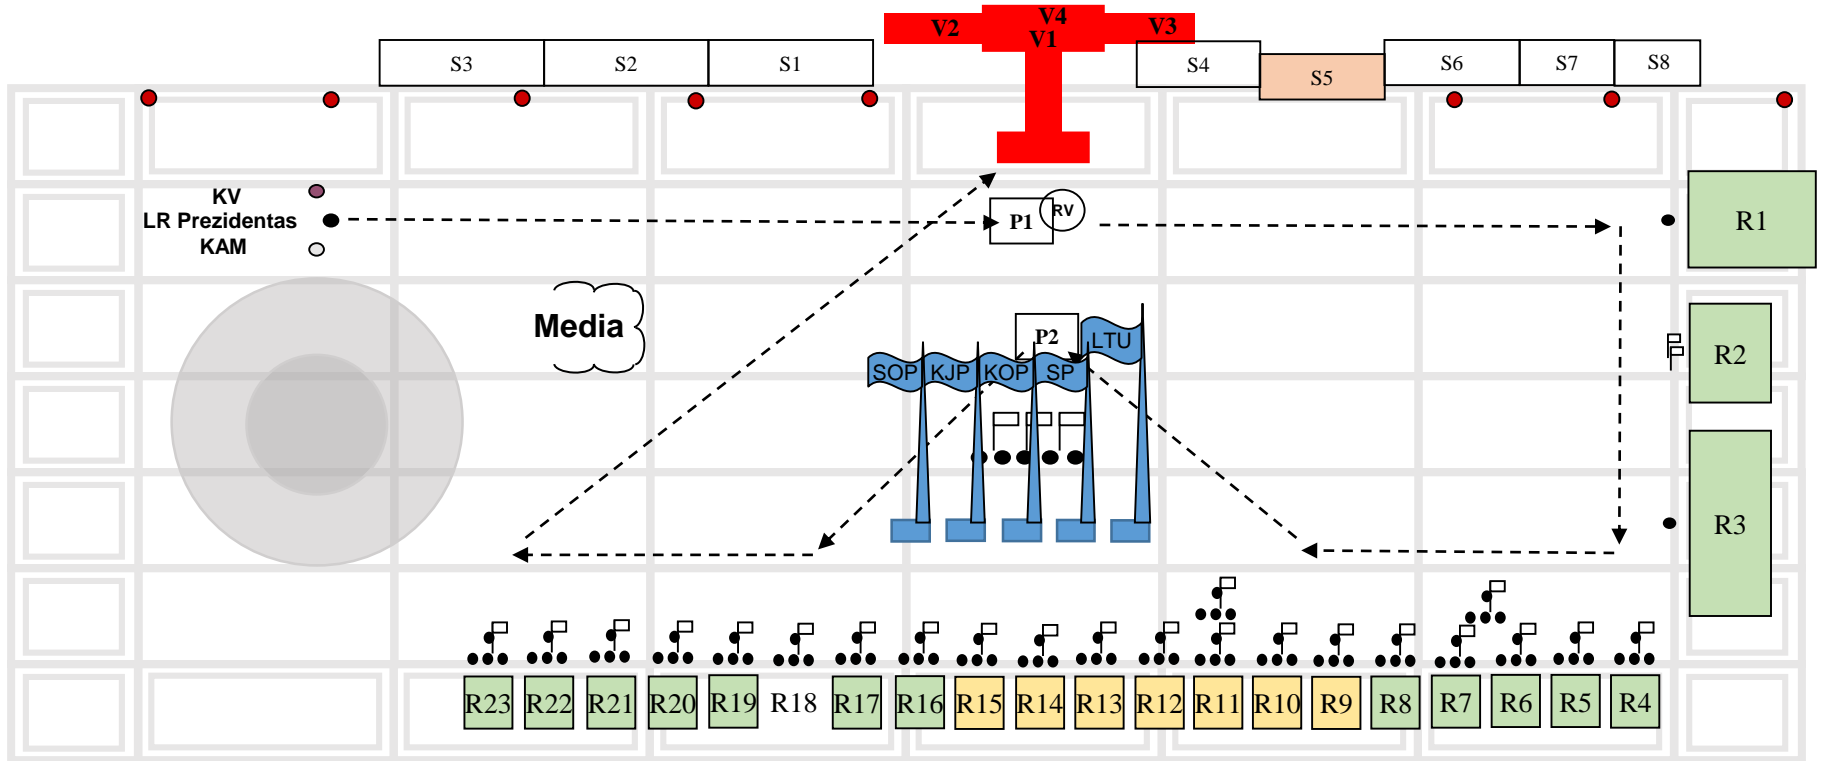 V4
V2 V1 V3
S3 S2 S1 S4 S5 S6 S7 S8
KV
LR Prezidentas
KAM
P1 RV
R1
Media
P2
LTU
SOP KJP KOP SP
R2
R3
R23 R22 R21 R20 R19 R18 R17 R16 R15 R14 R13 R12 R11 R10 R9 R8 R7 R6 R5 R4